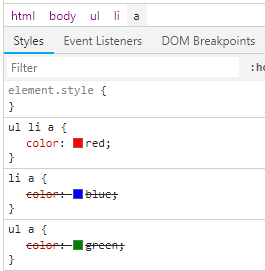 html body ul li a
Styles Event Listeners DOM Breakpoints
Filter
element.style {
}
ul li a {
color: red;
}
li a {
color: blue;
}
ul a {
color: green;
}